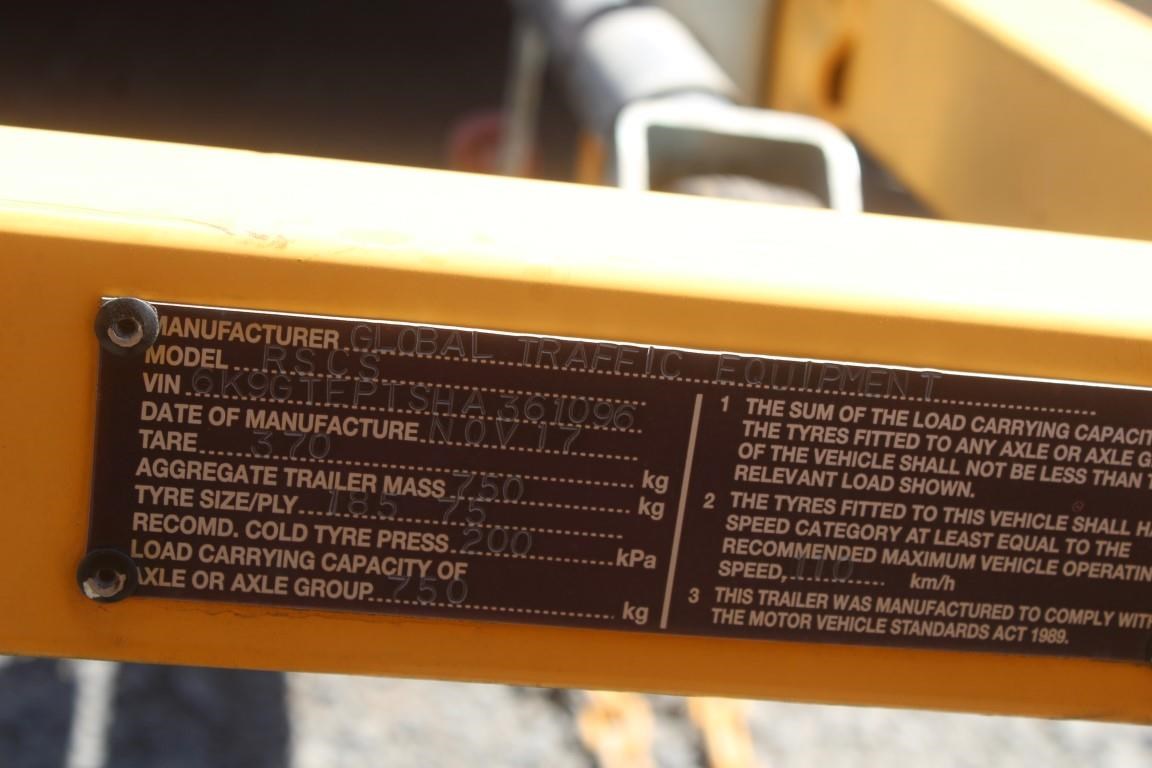 MANUFACTURER GLOBAL TRAFFIC EQUIPMENT
MODEL RSCS
VIN 6K9GTEPTSHA361096
DATE OF MANUFACTURE NOV 17
TARE 370 kg
AGGREGATE TRAILER MASS 750 kg
TYRE SIZE/PLY 185 75
RECOMD. COLD TYRE PRESS 200 kPa
LOAD CARRYING CAPACITY OF
AXLE OR AXLE GROUP 750 kg
1 THE SUM OF THE LOAD CARRYING CAPACIT
THE TYRES FITTED TO ANY AXLE OR AXLE G
OF THE VEHICLE SHALL NOT BE LESS THAN T
RELEVANT LOAD SHOWN.
2 THE TYRES FITTED TO THIS VEHICLE SHALL HA
SPEED CATEGORY AT LEAST EQUAL TO THE
RECOMMENDED MAXIMUM VEHICLE OPERATIN
SPEED, 110 km/h
3 THIS TRAILER WAS MANUFACTURED TO COMPLY WITH
THE MOTOR VEHICLE STANDARDS ACT 1989.